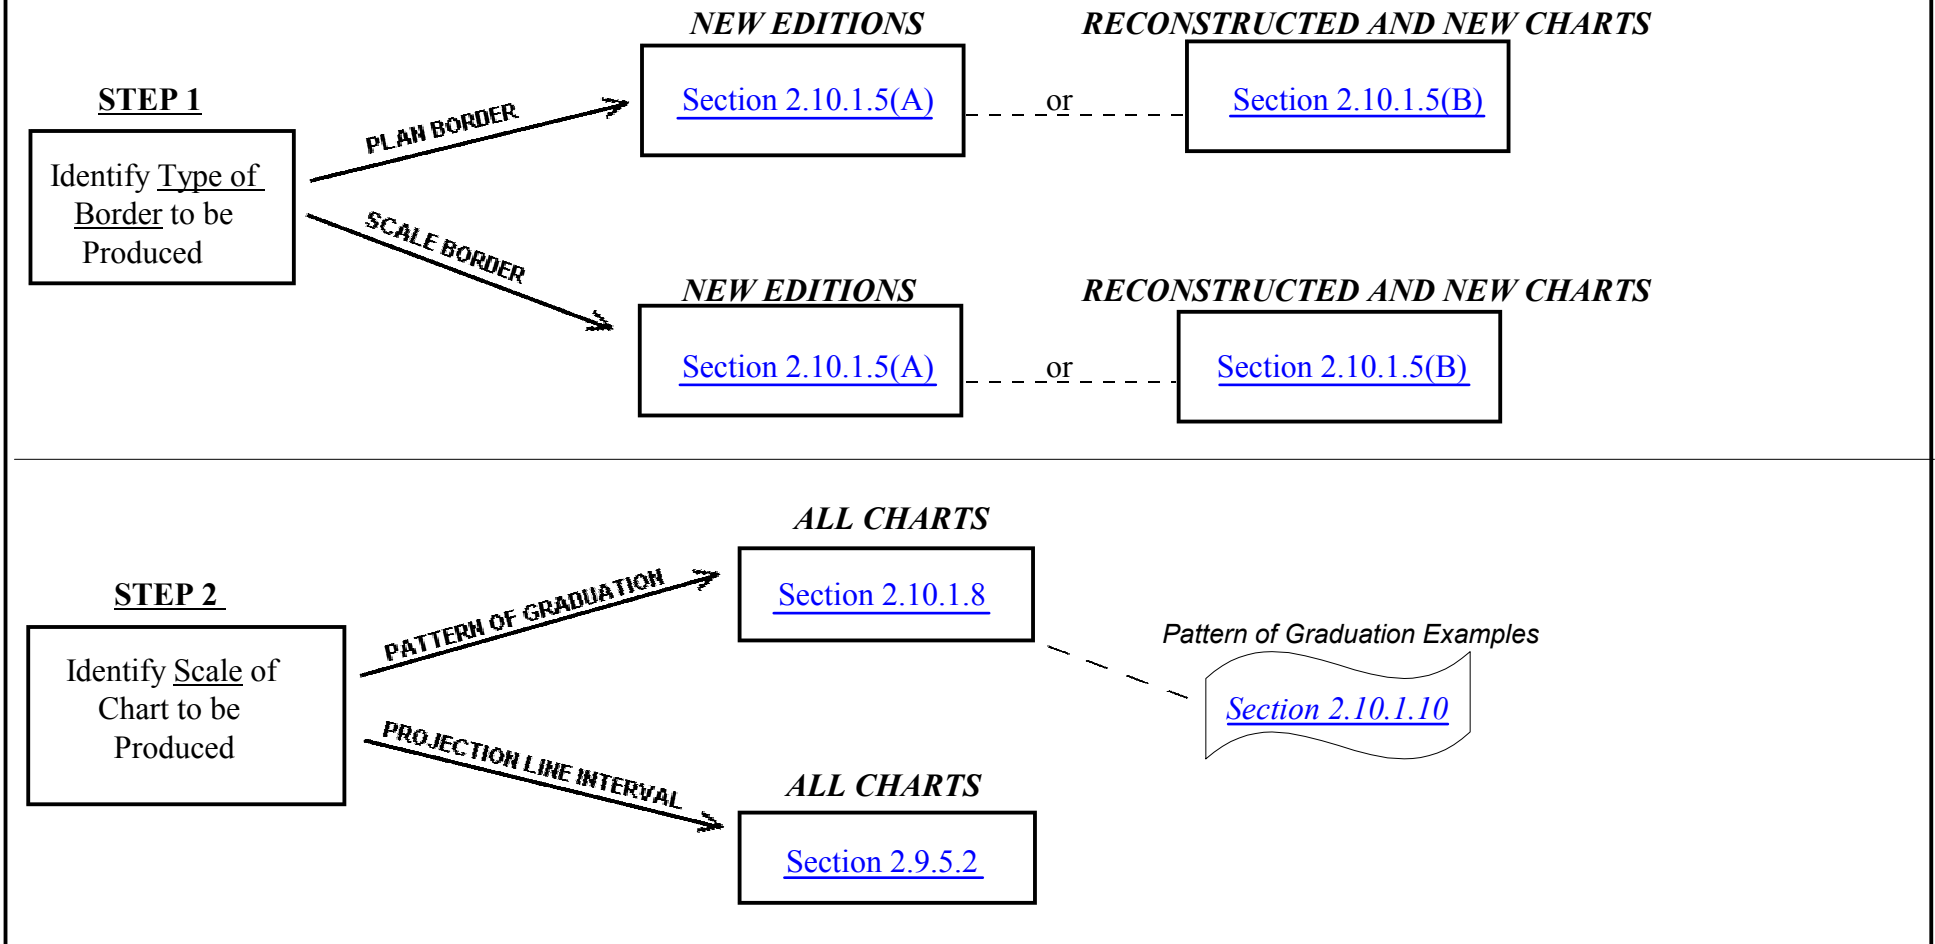 NEW EDITIONS
RECONSTRUCTED AND NEW CHARTS
STEP 1
Section 2.10.1.5(A)
or
Section 2.10.1.5(B)
PLAN BORDER
Identify Type of
Border to be
Produced
SCALE BORDER
NEW EDITIONS
RECONSTRUCTED AND NEW CHARTS
Section 2.10.1.5(A)
or
Section 2.10.1.5(B)
ALL CHARTS
STEP 2
Section 2.10.1.8
PATTERN OF GRADUATION
Pattern of Graduation Examples
Identify Scale of
Chart to be
Produced
Section 2.10.1.10
PROJECTION LINE INTERVAL
ALL CHARTS
Section 2.9.5.2